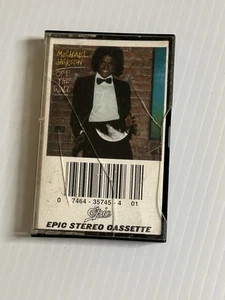 MICHAEL
JACKSON
OFF
THE
WALL
0 7464-35745-4 01
Epic
EPIC STEREO CASSETTE